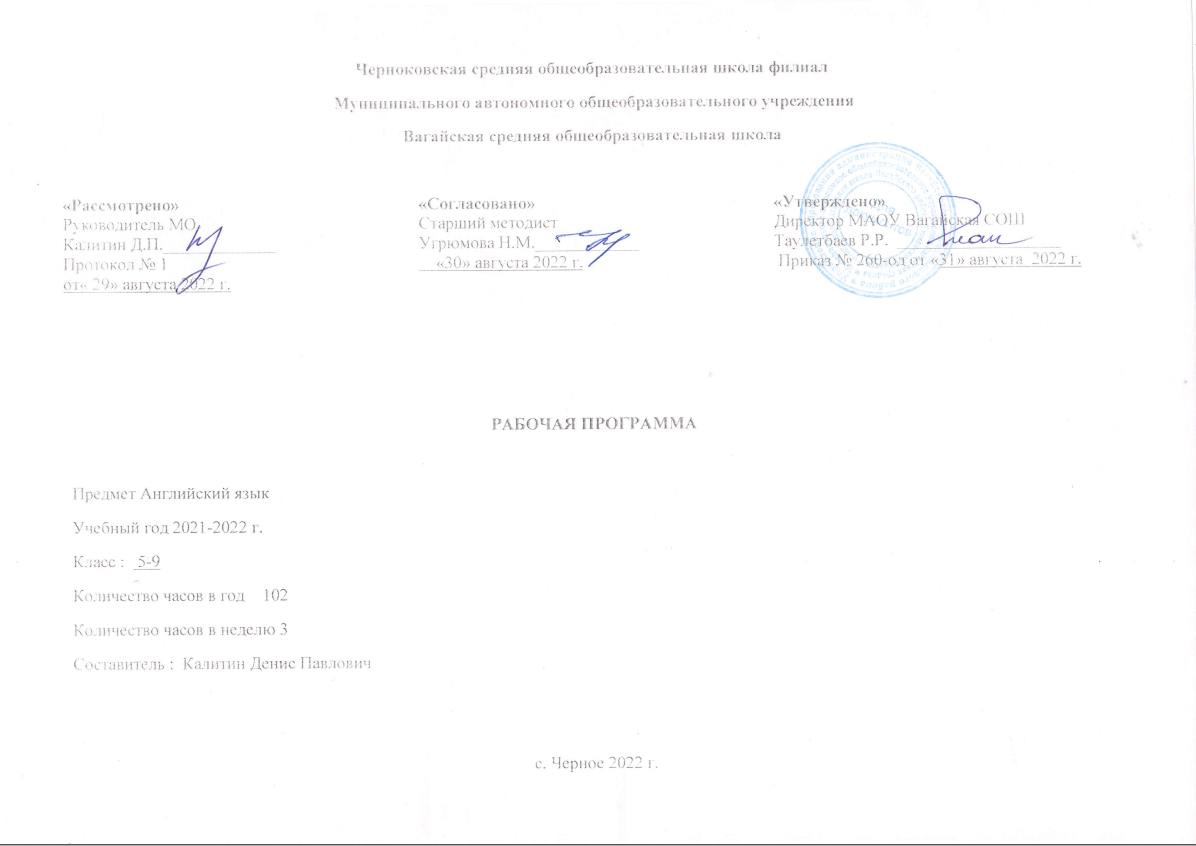 Черноковская средняя общеобразовательная школа филиал
Муниципального автономного общеобразовательного учреждения
Вагайская средняя общеобразовательная школа
«Рассмотрено»
Руководитель МО
Калитин Д.П.
Протокол № 1
от« 29» августа 2022 г.
«Согласовано»
Старший методист
Угрюмова Н.М.
«30» августа 2022 г.
«Утверждено»
Директор МАОУ Вагайская СОШ
Таулетбаев Р.Р.
Приказ № 260-од от «31» августа 2022 г.
РАБОЧАЯ ПРОГРАММА
Предмет Английский язык
Учебный год 2021-2022 г.
Класс : 5-9
Количество часов в год 102
Количество часов в неделю 3
Составитель : Калитин Денис Павлович
с. Черное 2022 г.